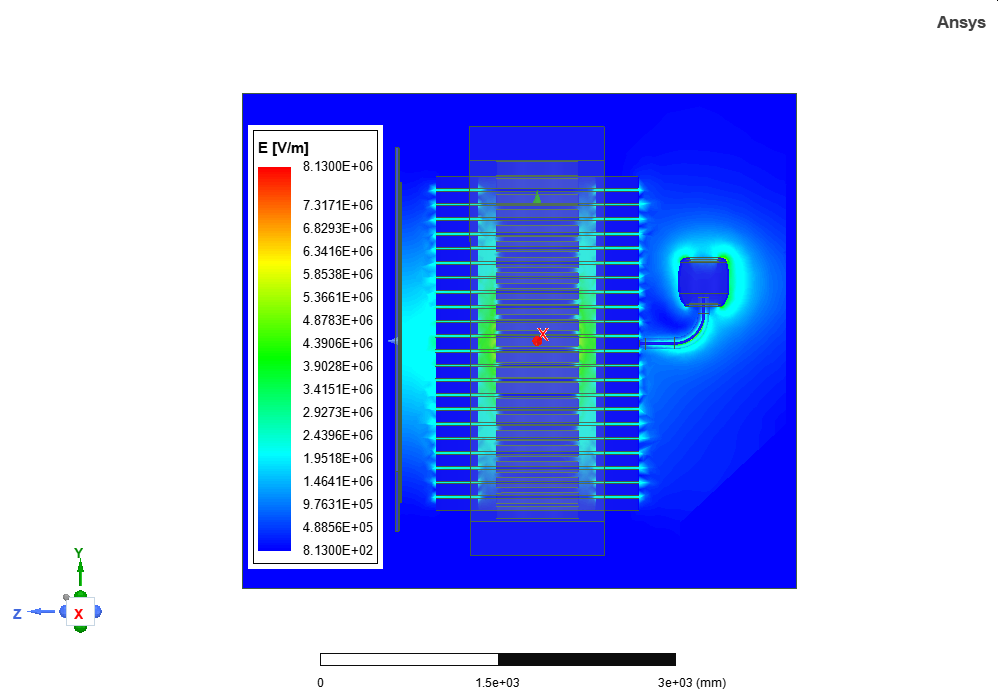 Ansys
E [V/m]
8.1300E+06
7.3171E+06
6.8293E+06
6.3416E+06
5.8538E+06
5.3661E+06
4.8783E+06
4.3906E+06
3.9028E+06
3.4151E+06
2.9273E+06
2.4396E+06
1.9518E+06
1.4641E+06
9.7631E+05
4.8856E+05
8.1300E+02
X
Y
Z
X
0 1.5e+03 3e+03 (mm)